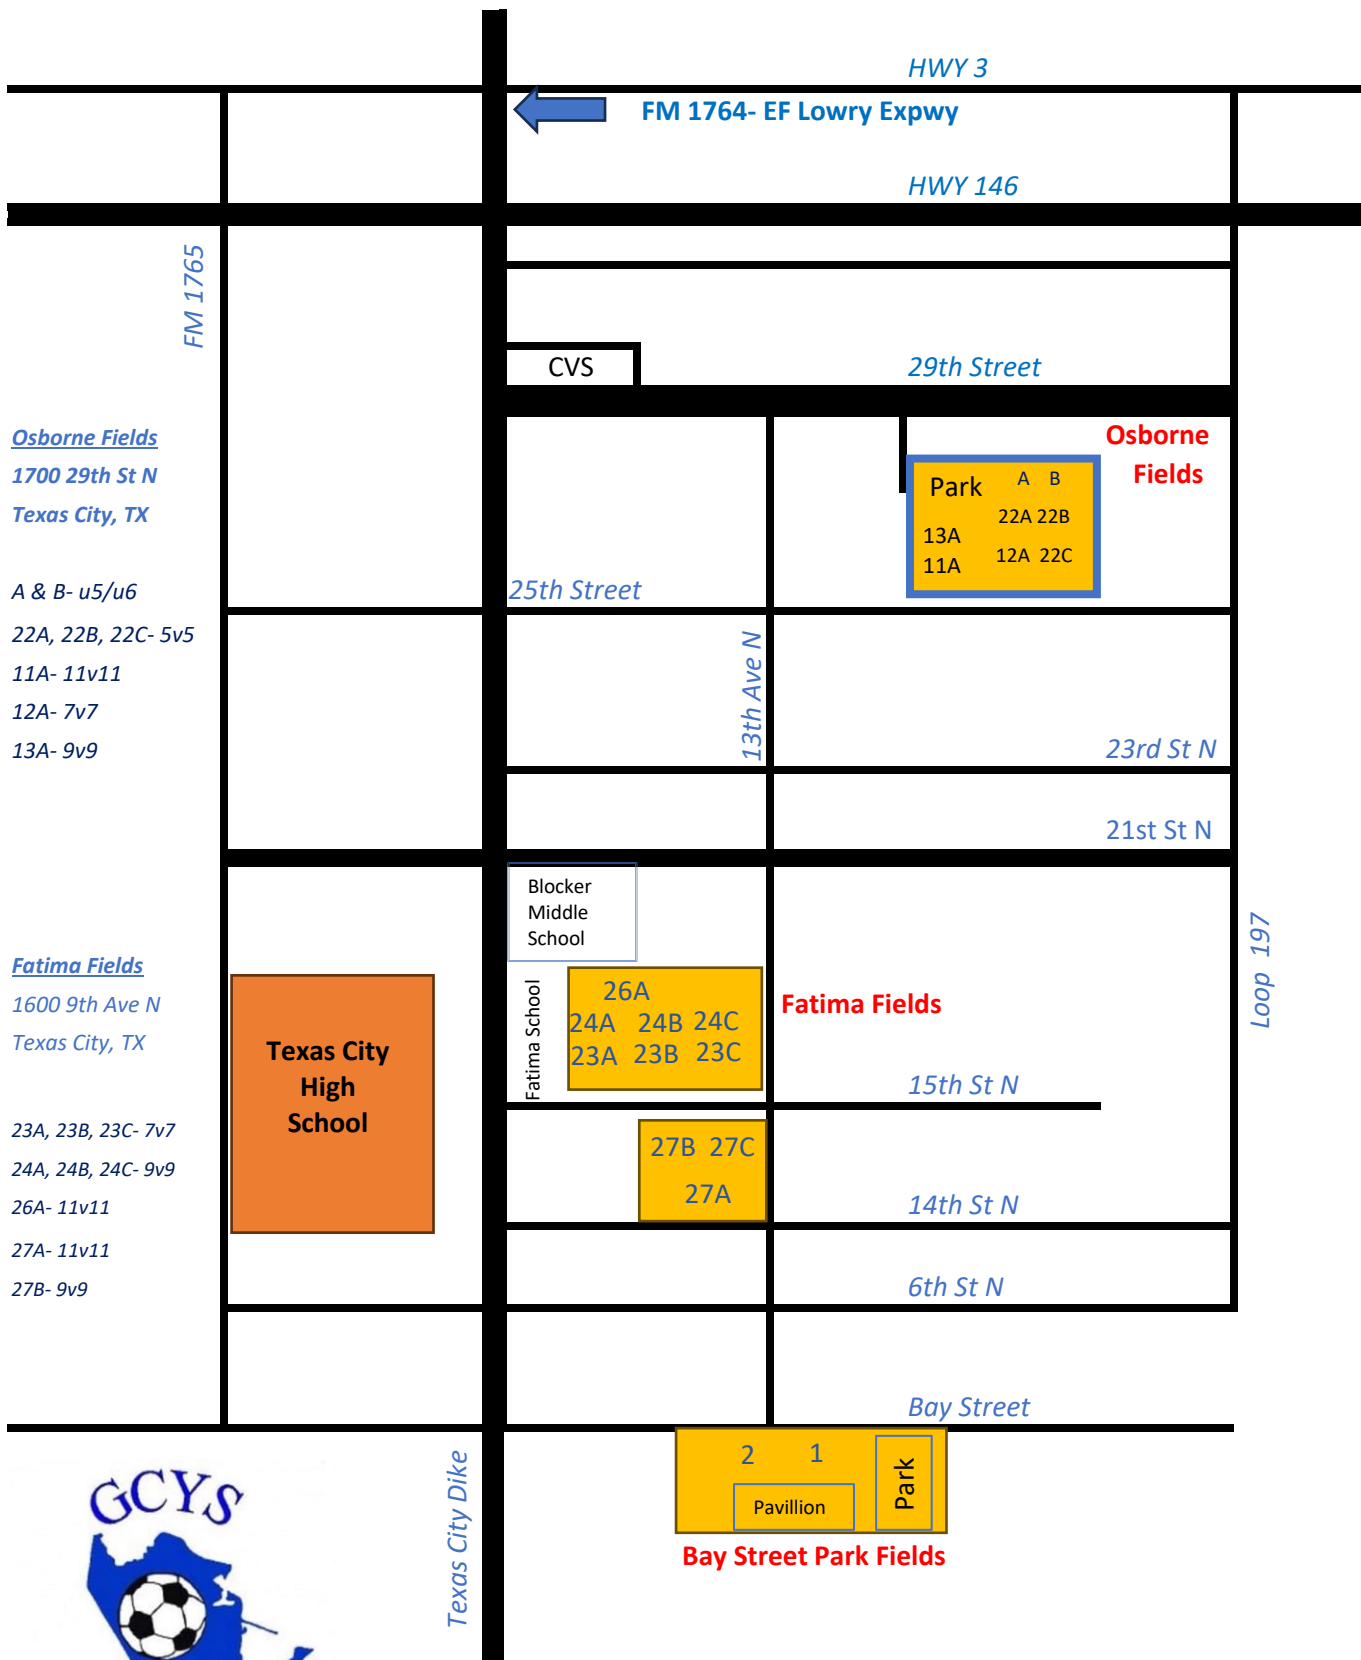 HWY 3
FM 1764- EF Lowry Expwy
HWY 146
FM 1765
CVS
29th Street
Osborne Fields
1700 29th St N
Texas City, TX
A & B- u5/u6
22A, 22B, 22C- 5v5
11A- 11v11
12A- 7v7
13A- 9v9
Osborne
Fields
Park
A B
22A 22B
13A
12A 22C
11A
25th Street
13th Ave N
23rd St N
21st St N
Blocker
Middle
School
Loop 197
Fatima Fields
1600 9th Ave N
Texas City, TX
23A, 23B, 23C- 7v7
24A, 24B, 24C- 9v9
26A- 11v11
27A- 11v11
27B- 9v9
Texas City
High
School
Fatima School
26A
24A 24B 24C
23A 23B 23C
Fatima Fields
15th St N
27B 27C
27A
14th St N
6th St N
Bay Street
2 1
Pavillion
Park
Bay Street Park Fields
Texas City Dike
GCYS